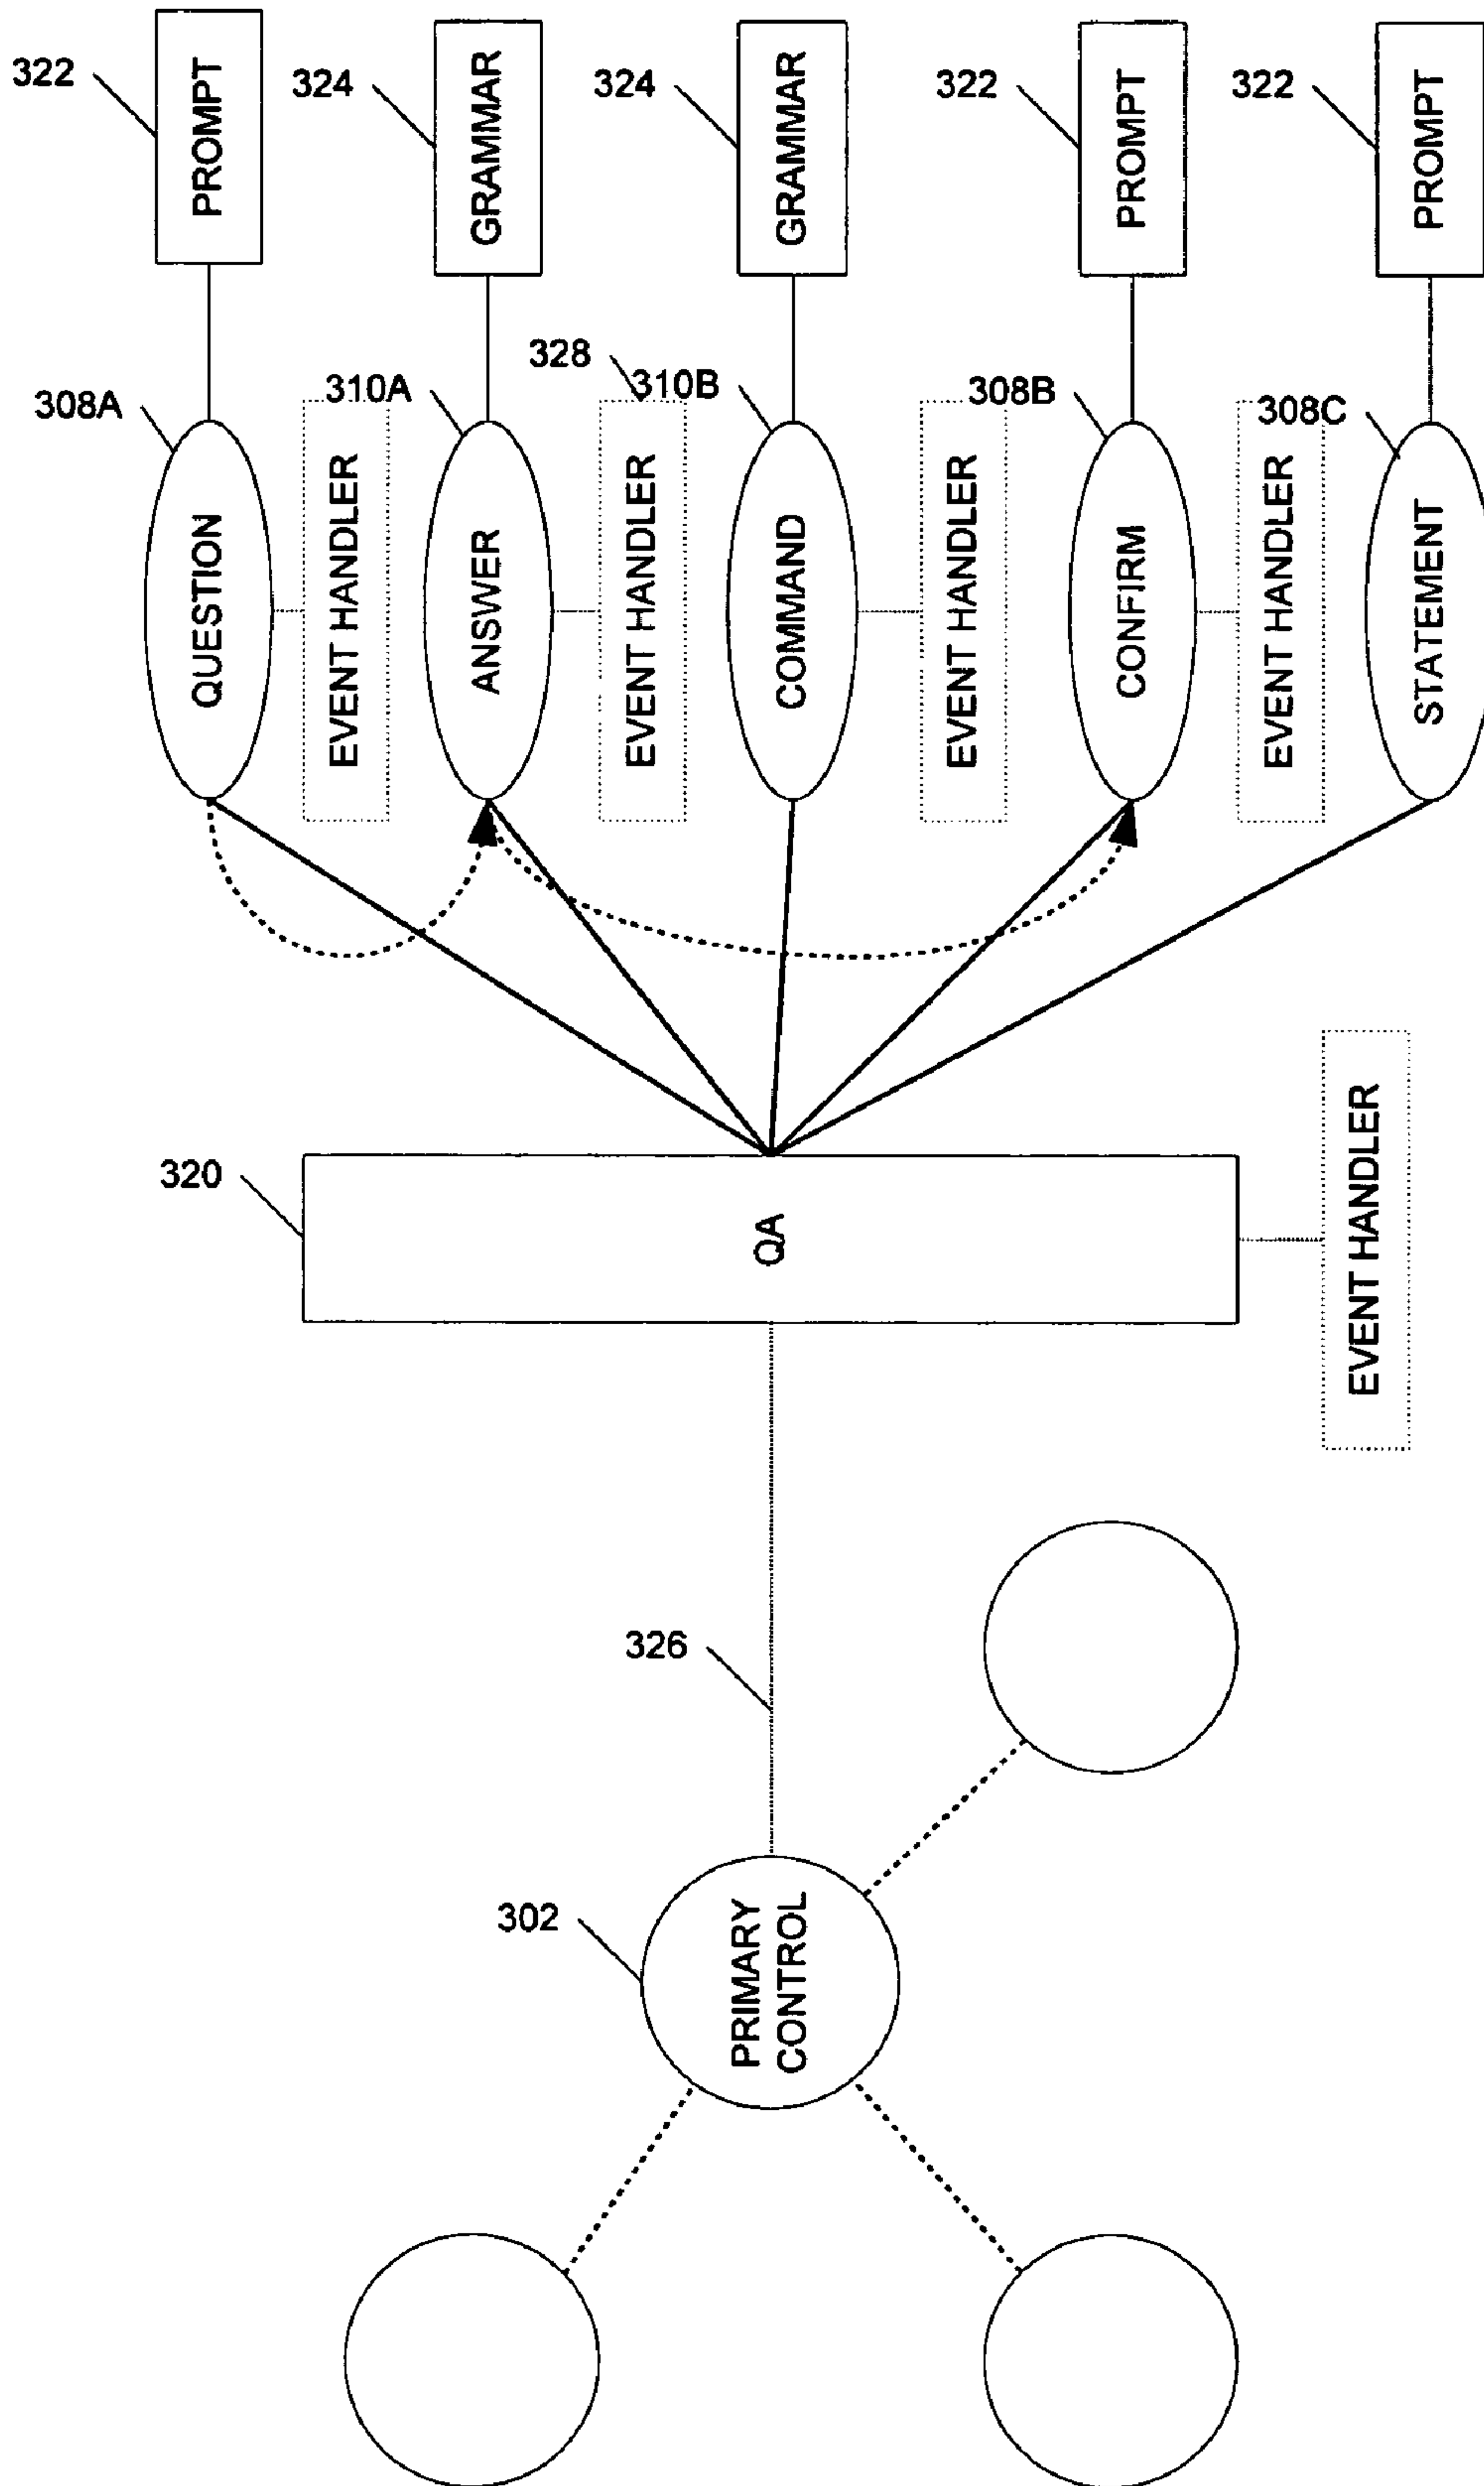 322
PROMPT
324
GRAMMAR
324
GRAMMAR
322
PROMPT
322
PROMPT
308A
QUESTION
EVENT HANDLER
310A
ANSWER
328
EVENT HANDLER
310B
COMMAND
EVENT HANDLER
308B
CONFIRM
EVENT HANDLER
308C
STATEMENT
320
QA
EVENT HANDLER
326
302
PRIMARY
CONTROL